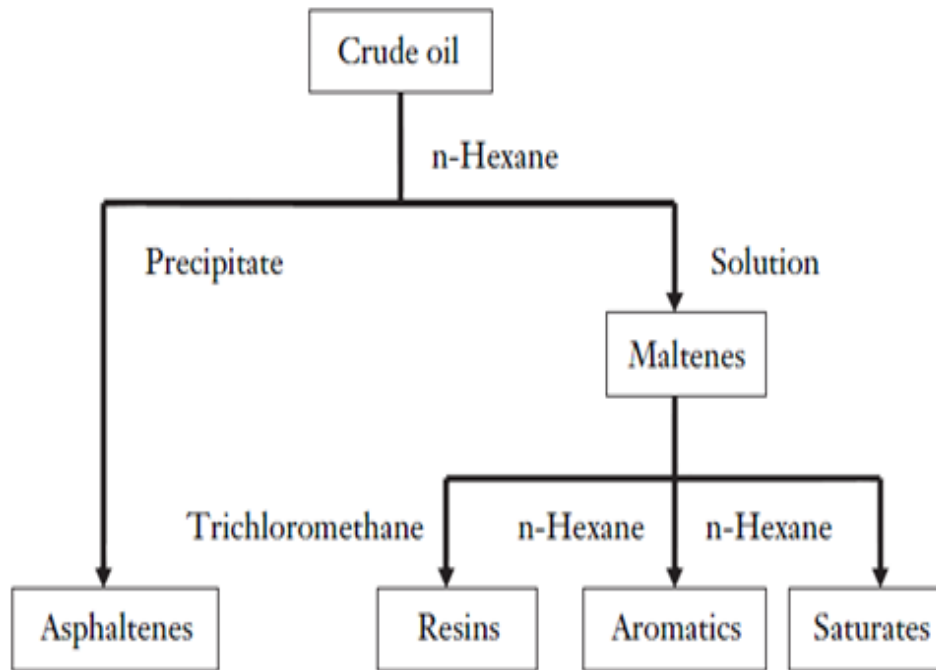 Crude oil
n-Hexane
Precipitate
Solution
Maltenes
Trichloromethane
n-Hexane
n-Hexane
Asphaltenes
Resins
Aromatics
Saturates